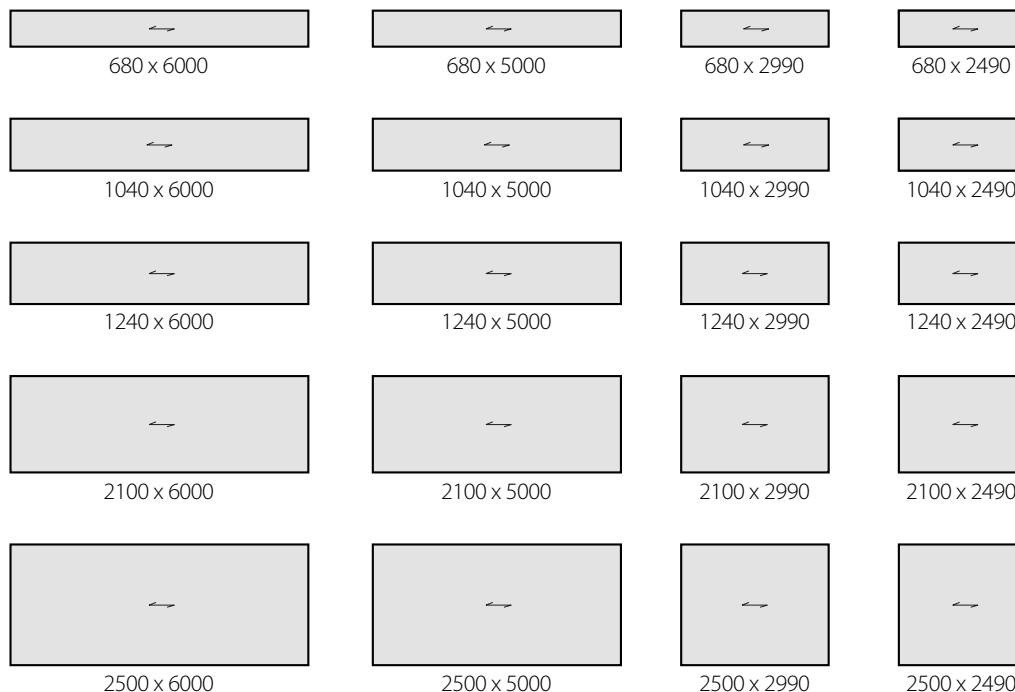 680 x 6000 680 x 5000 680 x 2990 680 x 2490
1040 x 6000 1040 x 5000 1040 x 2990 1040 x 2490
1240 x 6000 1240 x 5000 1240 x 2990 1240 x 2490
2100 x 6000 2100 x 5000 2100 x 2990 2100 x 2490
2500 x 6000 2500 x 5000 2500 x 2990 2500 x 2490